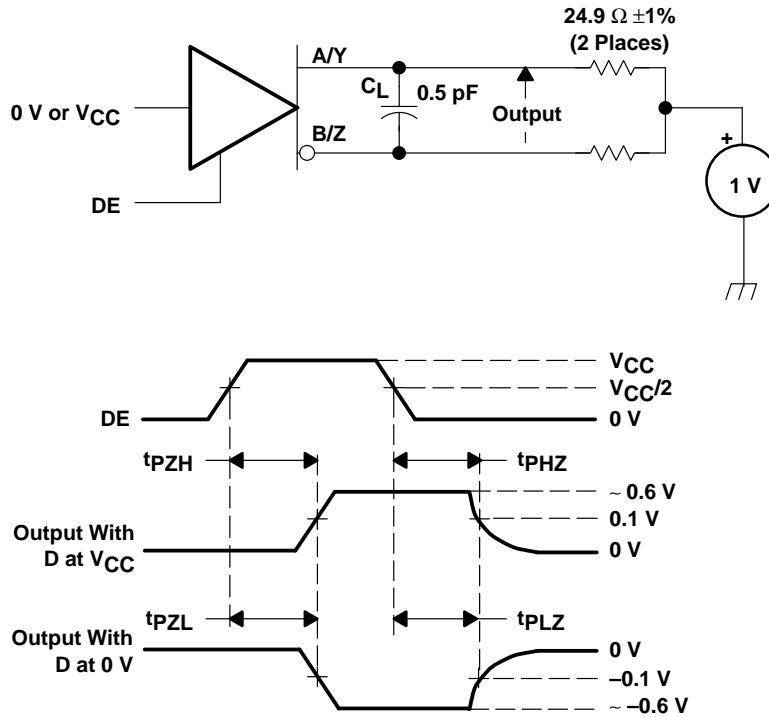 24.9 Ω ±1%
(2 Places)
A/Y
CL
0.5 pF
Output
0 V or VCC
B/Z
DE
+
1 V
VCC
VCC/2
DE
0 V
tPZH
tPHZ
~ 0.6 V
0.1 V
Output With
D at VCC
0 V
tPZL
tPLZ
Output With
D at 0 V
0 V
–0.1 V
~ –0.6 V